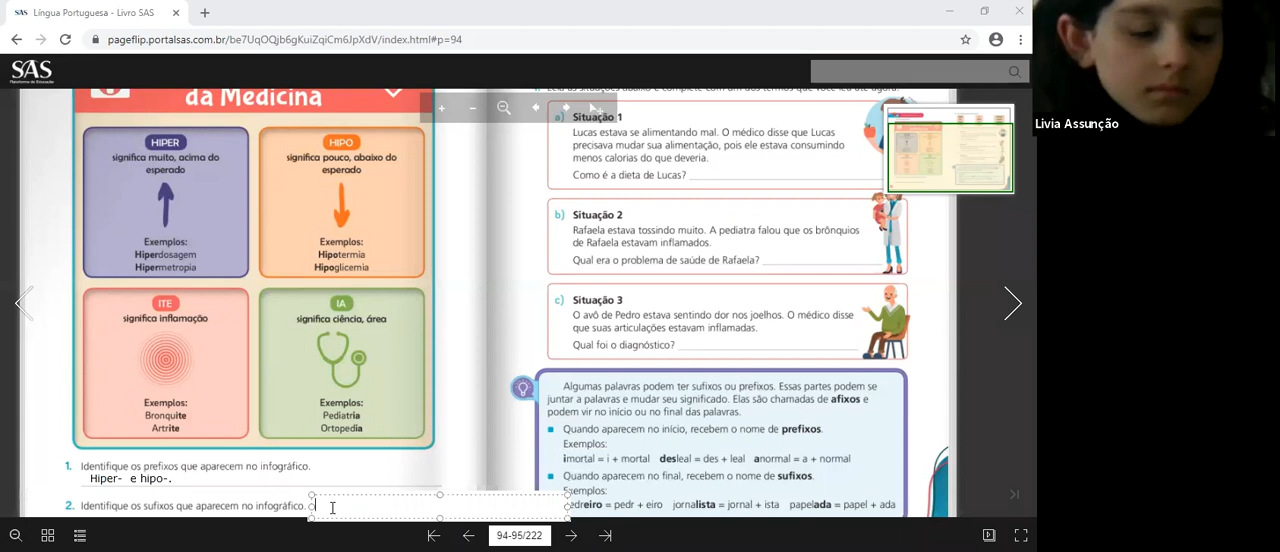 SAS Língua Portuguesa - Livro SAS
pageflip.portalsas.com.br/be7UqOQjb6gKuiZqiCm6JpXdV/index.html#p=94
SAS
Plataforma de Educação
Livia Assunção
da Medicina
HIPER
significa muito, acima do
esperado
Exemplos:
Hiperdosagem
Hipermetropia
HIPO
significa pouco, abaixo do
esperado
Exemplos:
Hipotermia
Hipoglicemia
ITE
significa inflamação
Exemplos:
Bronquite
Artrite
IA
significa ciência, área
Exemplos:
Pediatria
Ortopedia
1. Identifique os prefixos que aparecem no infográfico.
Hiper- e hipo-.
2. Identifique os sufixos que aparecem no infográfico.
a) Situação 1
Lucas estava se alimentando mal. O médico disse que Lucas
precisava mudar sua alimentação, pois ele estava consumindo
menos calorias do que deveria.
Como é a dieta de Lucas?
b) Situação 2
Rafaela estava tossindo muito. A pediatra falou que os brônquios
de Rafaela estavam inflamados.
Qual era o problema de saúde de Rafaela?
c) Situação 3
O avô de Pedro estava sentindo dor nos joelhos. O médico disse
que suas articulações estavam inflamadas.
Qual foi o diagnóstico?
Algumas palavras podem ter sufixos ou prefixos. Essas partes podem se
juntar a palavras e mudar seu significado. Elas são chamadas de afixos e
podem vir no início ou no final das palavras.
Quando aparecem no início, recebem o nome de prefixos.
Exemplos:
imortal = i + mortal desleal = des + leal anormal = a + normal
Quando aparecem no final, recebem o nome de sufixos.
Exemplos:
pedreiro = pedr + eiro jornalista = jornal + ista papelada = papel + ada
94-95/222